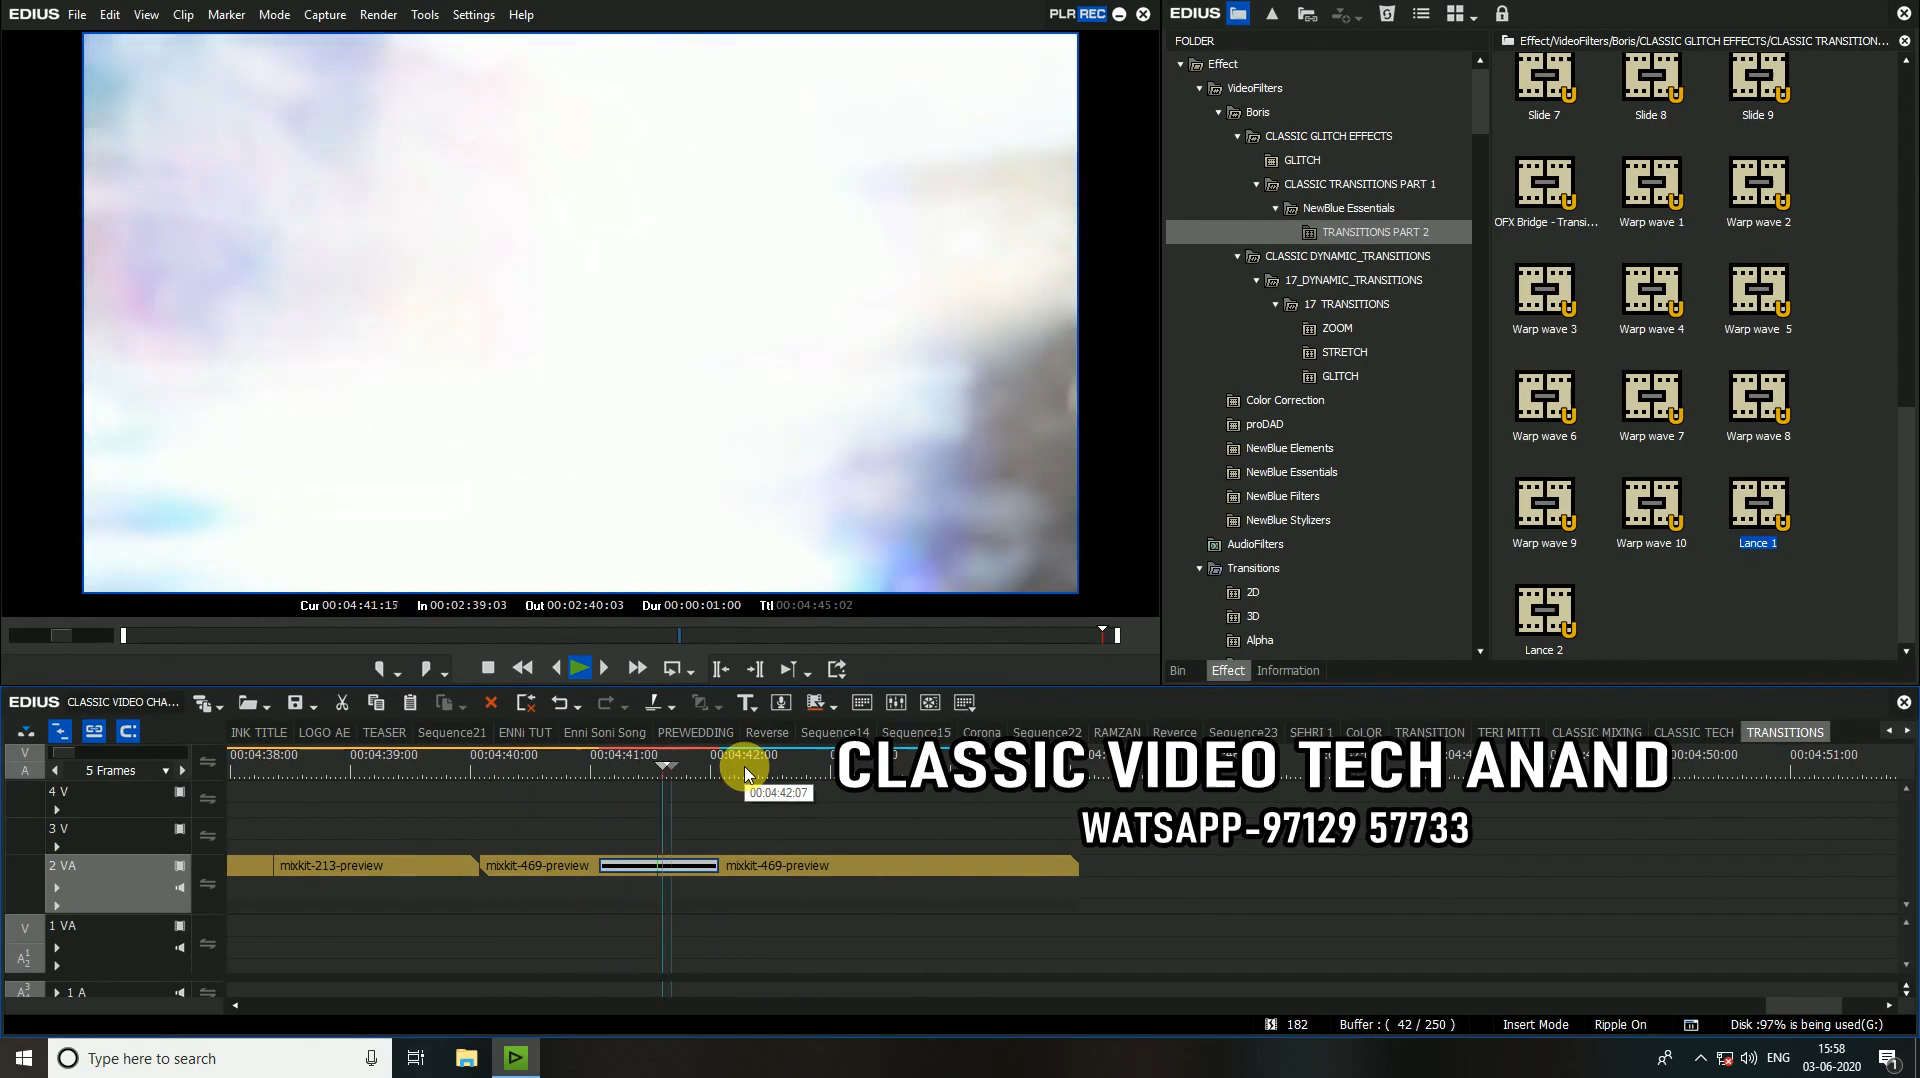 EDIUS File Edit View Clip Marker Mode Capture Render Tools Settings Help PLR REC
Cur 00:04:41:15 In 00:02:39:03 Out 00:02:40:03 Dur 00:00:01:00 Ttl 00:04:45:02
EDIUS
FOLDER
Effect
VideoFilters
Boris
CLASSIC GLITCH EFFECTS
GLITCH
CLASSIC TRANSITIONS PART 1
NewBlue Essentials
TRANSITIONS PART 2
CLASSIC DYNAMIC_TRANSITIONS
17_DYNAMIC_TRANSITIONS
17 TRANSITIONS
ZOOM
STRETCH
GLITCH
Color Correction
proDAD
NewBlue Elements
NewBlue Essentials
NewBlue Filters
NewBlue Stylizers
AudioFilters
Transitions
2D
3D
Alpha
Bin Effect Information
Effect/VideoFilters/Boris/CLASSIC GLITCH EFFECTS/CLASSIC TRANSITION...
Slide 7 Slide 8 Slide 9
OFX Bridge - Transi... Warp wave 1 Warp wave 2
Warp wave 3 Warp wave 4 Warp wave 5
Warp wave 6 Warp wave 7 Warp wave 8
Warp wave 9 Warp wave 10 Lance 1
Lance 2
EDIUS CLASSIC VIDEO CHA...
INK TITLE LOGO AE TEASER Sequence21 ENNi TUT Enni Soni Song PREWEDDING Reverse Sequence14 Sequence15 Corona Sequence22 RAMZAN Reverce Sequence23 SEHRI 1 COLOR TRANSITION TERI MITTI CLASSIC MIXING CLASSIC TECH TRANSITIONS
V
A 5 Frames
00:04:38:00 00:04:39:00 00:04:40:00 00:04:41:00 00:04:42:00 00:04:50:00 00:04:51:00
00:04:42:07
CLASSIC VIDEO TECH ANAND
WATSAPP-97129 57733
4 V
3 V
2 VA mixkit-213-preview mixkit-469-preview mixkit-469-preview
V 1 VA
A12
A3 1 A
182 Buffer : ( 42 / 250 ) Insert Mode Ripple On Disk :97% is being used(G:)
Type here to search
ENG
15:58
03-06-2020
1